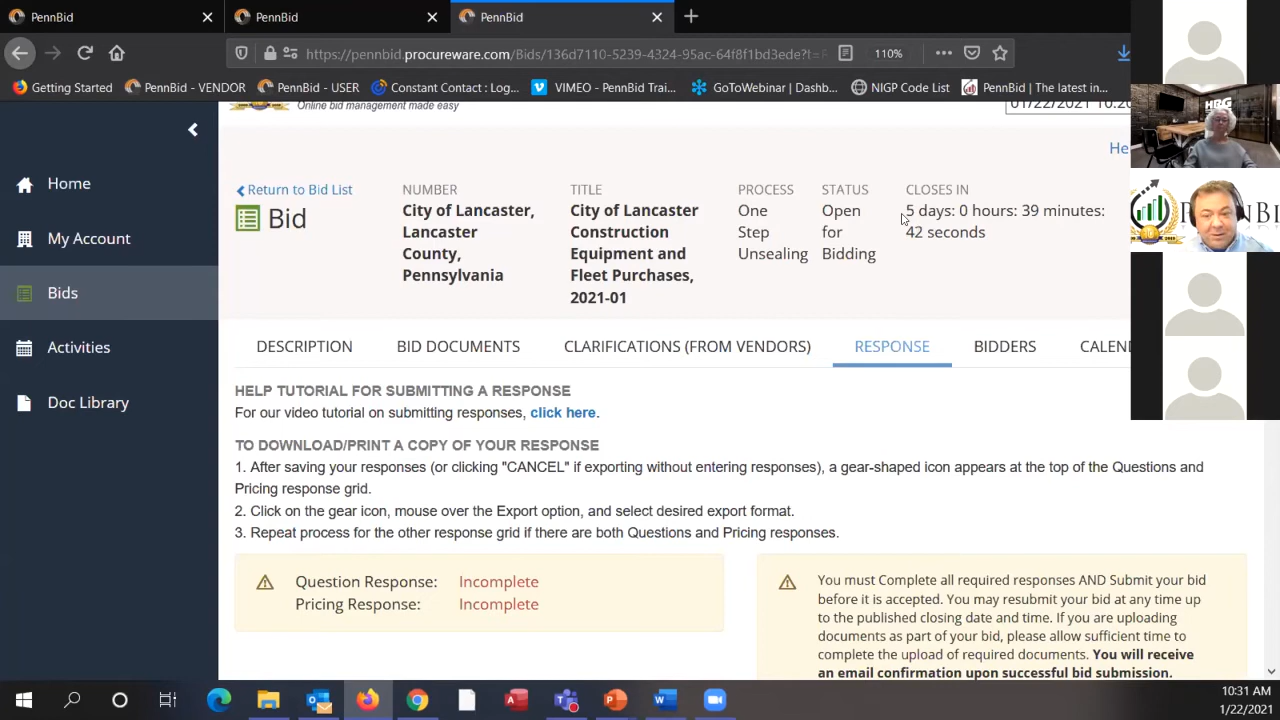 PennBid
PennBid
PennBid
https://pennbid.procureware.com/Bids/136d7110-5239-4324-95ac-64f8f1bd3ede?t=
110%
Getting Started
PennBid - VENDOR
PennBid - USER
Constant Contact : Log...
VIMEO - PennBid Trai...
GoToWebinar | Dashb...
NIGP Code List
PennBid | The latest in...
Online bid management made easy
01/22/2021 10:20
HBG
He
Home
My Account
Bids
Activities
Doc Library
Return to Bid List
Bid
NUMBER
City of Lancaster,
Lancaster
County,
Pennsylvania
TITLE
City of Lancaster
Construction
Equipment and
Fleet Purchases,
2021-01
PROCESS
One
Step
Unsealing
STATUS
Open
for
Bidding
CLOSES IN
5 days: 0 hours: 39 minutes:
42 seconds
DESCRIPTION
BID DOCUMENTS
CLARIFICATIONS (FROM VENDORS)
RESPONSE
BIDDERS
CALEN
HELP TUTORIAL FOR SUBMITTING A RESPONSE
For our video tutorial on submitting responses, click here.
TO DOWNLOAD/PRINT A COPY OF YOUR RESPONSE
1. After saving your responses (or clicking "CANCEL" if exporting without entering responses), a gear-shaped icon appears at the top of the Questions and
Pricing response grid.
2. Click on the gear icon, mouse over the Export option, and select desired export format.
3. Repeat process for the other response grid if there are both Questions and Pricing responses.
Question Response: Incomplete
Pricing Response: Incomplete
You must Complete all required responses AND Submit your bid
before it is accepted. You may resubmit your bid at any time up
to the published closing date and time. If you are uploading
documents as part of your bid, please allow sufficient time to
complete the upload of required documents. You will receive
an email confirmation upon successful bid submission.
10:31 AM
1/22/2021